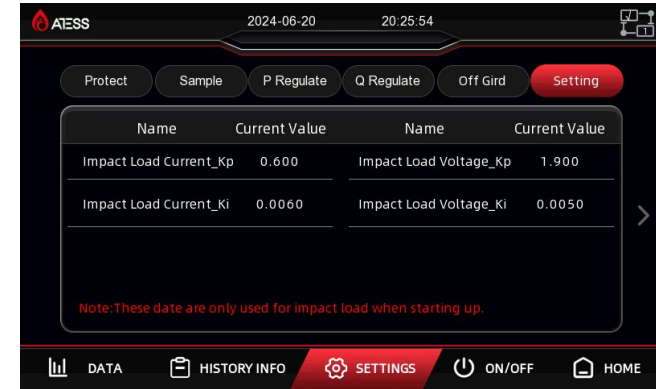 ATESS 2024-06-20 20:25:54
1
Protect Sample P Regulate Q Regulate Off Gird Setting
Name Current Value Name Current Value
Impact Load Current_Kp 0.600 Impact Load Voltage_Kp 1.900
Impact Load Current_Ki 0.0060 Impact Load Voltage_Ki 0.0050
Note:These date are only used for impact load when starting up.
DATA HISTORY INFO SETTINGS ON/OFF HOME